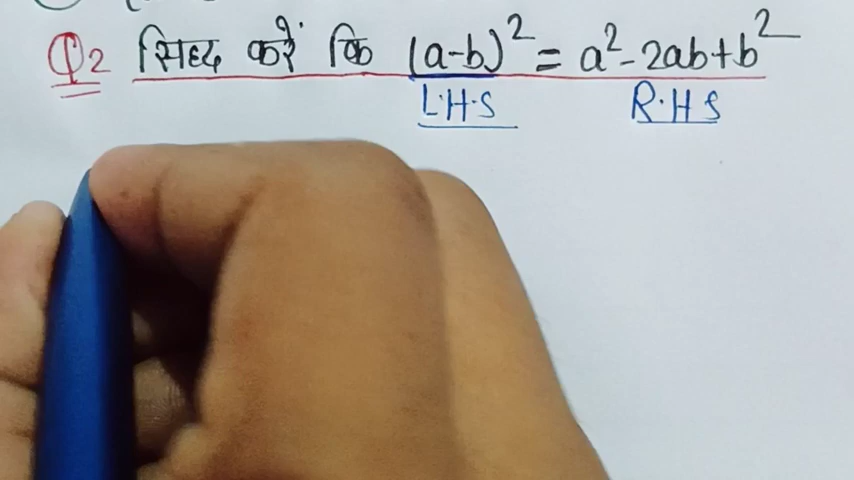 Q2 सिध्द करें कि (a-b)² = a²-2ab+b²
L.H.S R.H S